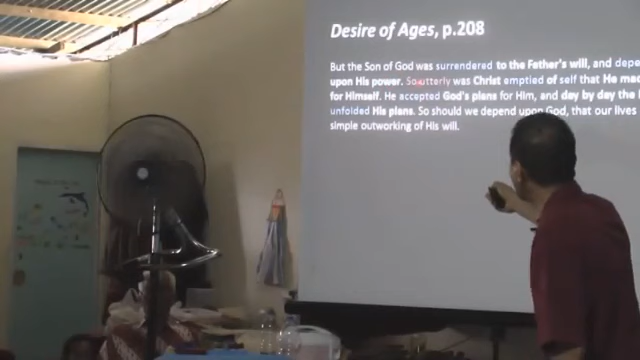 Desire of Ages, p.208
But the Son of God was surrendered to the Father's will, and depe
upon His power. So utterly was Christ emptied of self that He mad
for Himself. He accepted God's plans for Him, and day by day the
unfolded His plans. So should we depend upon God, that our lives
simple outworking of His will.